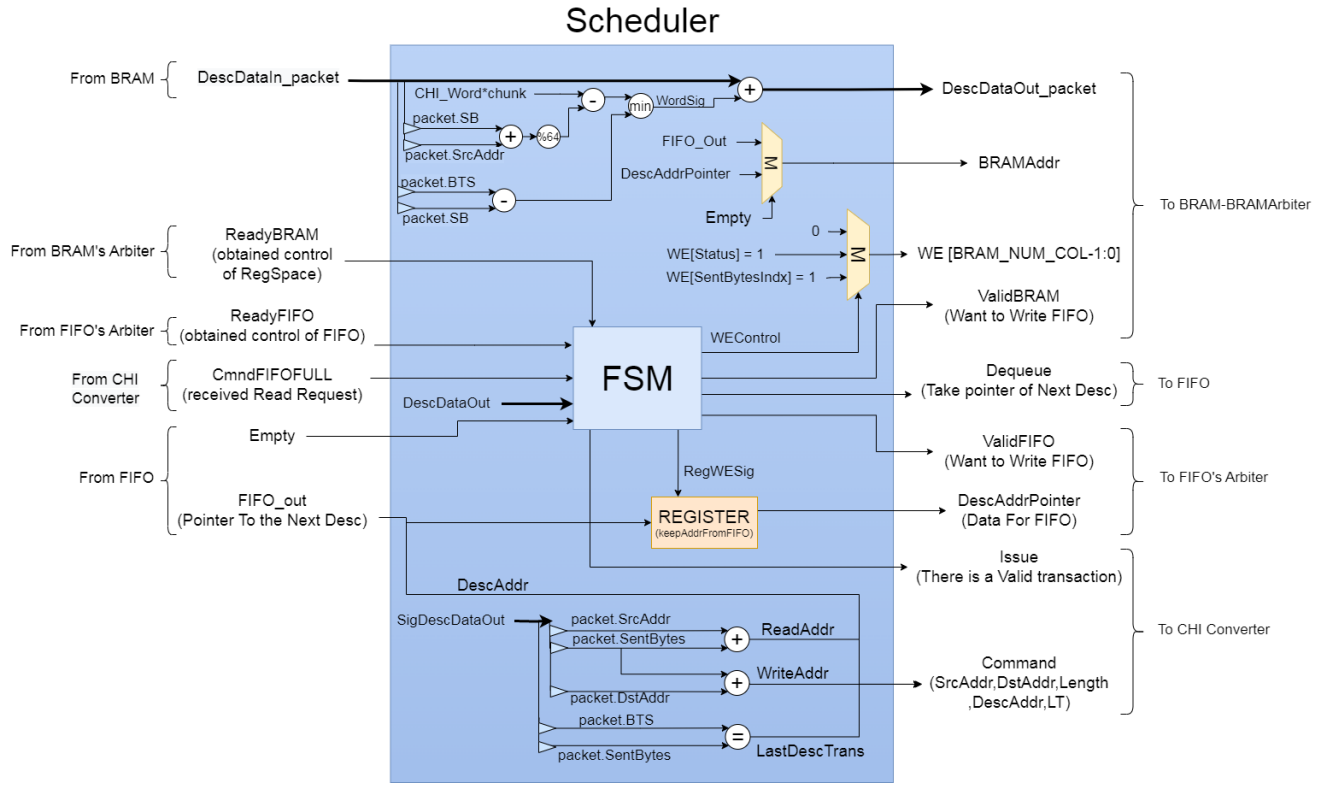 Scheduler
From BRAM
DescDataIn_packet
CHI_Word*chunk
-
min
WordSig
+
DescDataOut_packet
packet.SB
+
%64
packet.SrcAddr
FIFO_Out
M
BRAMAddr
DescAddrPointer
packet.BTS
-
packet.SB
Empty
To BRAM-BRAMArbiter
From BRAM's Arbiter
ReadyBRAM
(obtained control
of RegSpace)
0
WE[Status] = 1
M
WE [BRAM_NUM_COL-1:0]
WE[SentBytesIndx] = 1
ValidBRAM
(Want to Write FIFO)
From FIFO's Arbiter
ReadyFIFO
(obtained control of FIFO)
WEControl
FSM
From CHI
Converter
CmndFIFOFULL
(received Read Request)
Dequeue
(Take pointer of Next Desc)
To FIFO
DescDataOut
Empty
ValidFIFO
(Want to Write FIFO)
From FIFO
RegWESig
To FIFO's Arbiter
FIFO_out
(Pointer To the Next Desc)
REGISTER
(keepAddrFromFIFO)
DescAddrPointer
(Data For FIFO)
Issue
(There is a Valid transaction)
DescAddr
SigDescDataOut
packet.SrcAddr
+
ReadAddr
packet.SentBytes
To CHI Converter
WriteAddr
+
packet.DstAddr
Command
(SrcAddr,DstAddr,Length
,DescAddr,LT)
packet.BTS
=
packet.SentBytes
LastDescTrans